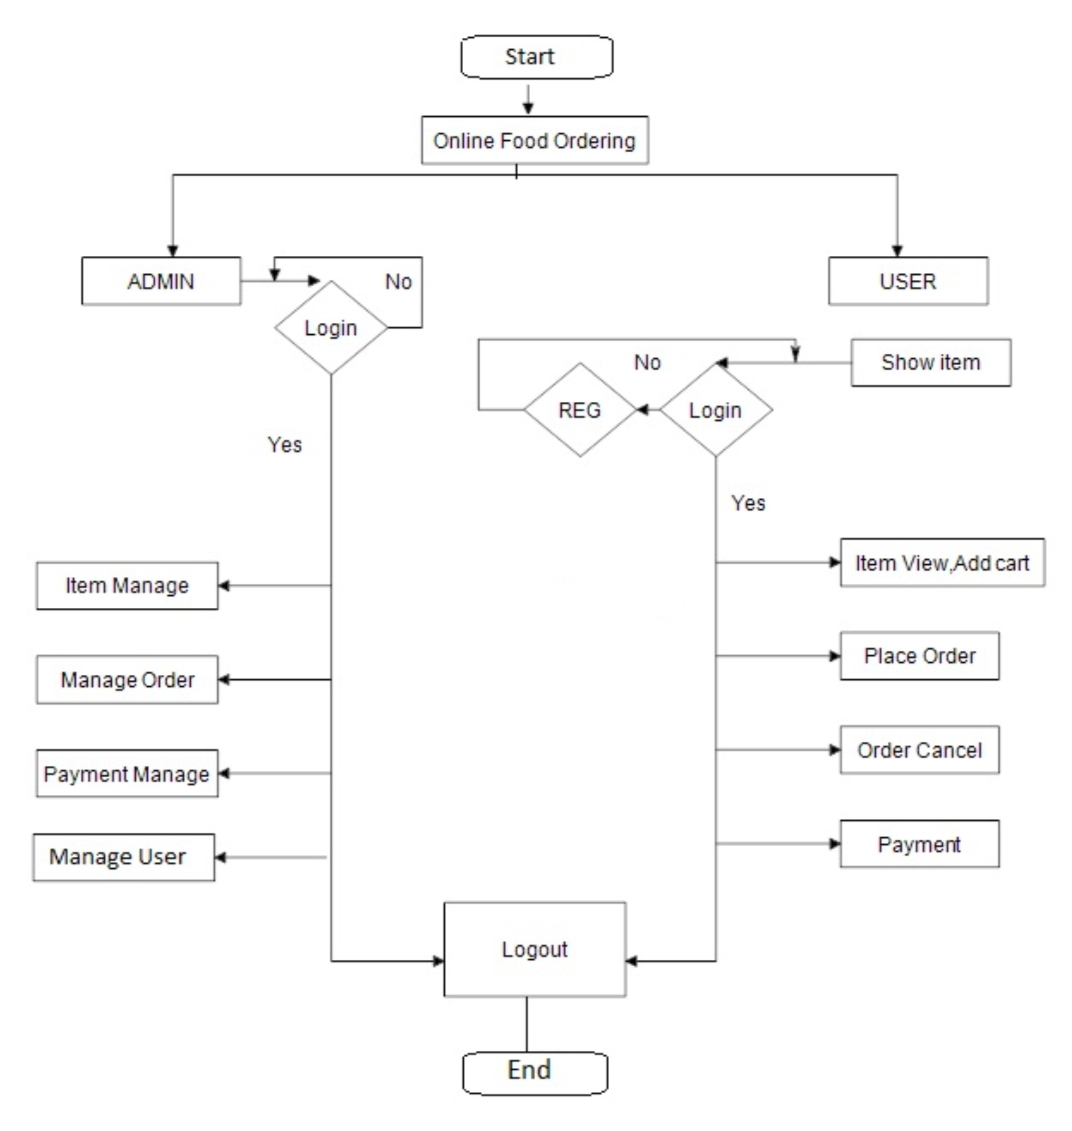 Start
Online Food Ordering
ADMIN
No
USER
Login
No
Show item
REG
Login
Yes
Yes
Item View,Add cart
Item Manage
Place Order
Manage Order
Order Cancel
Payment Manage
Payment
Manage User
Logout
End